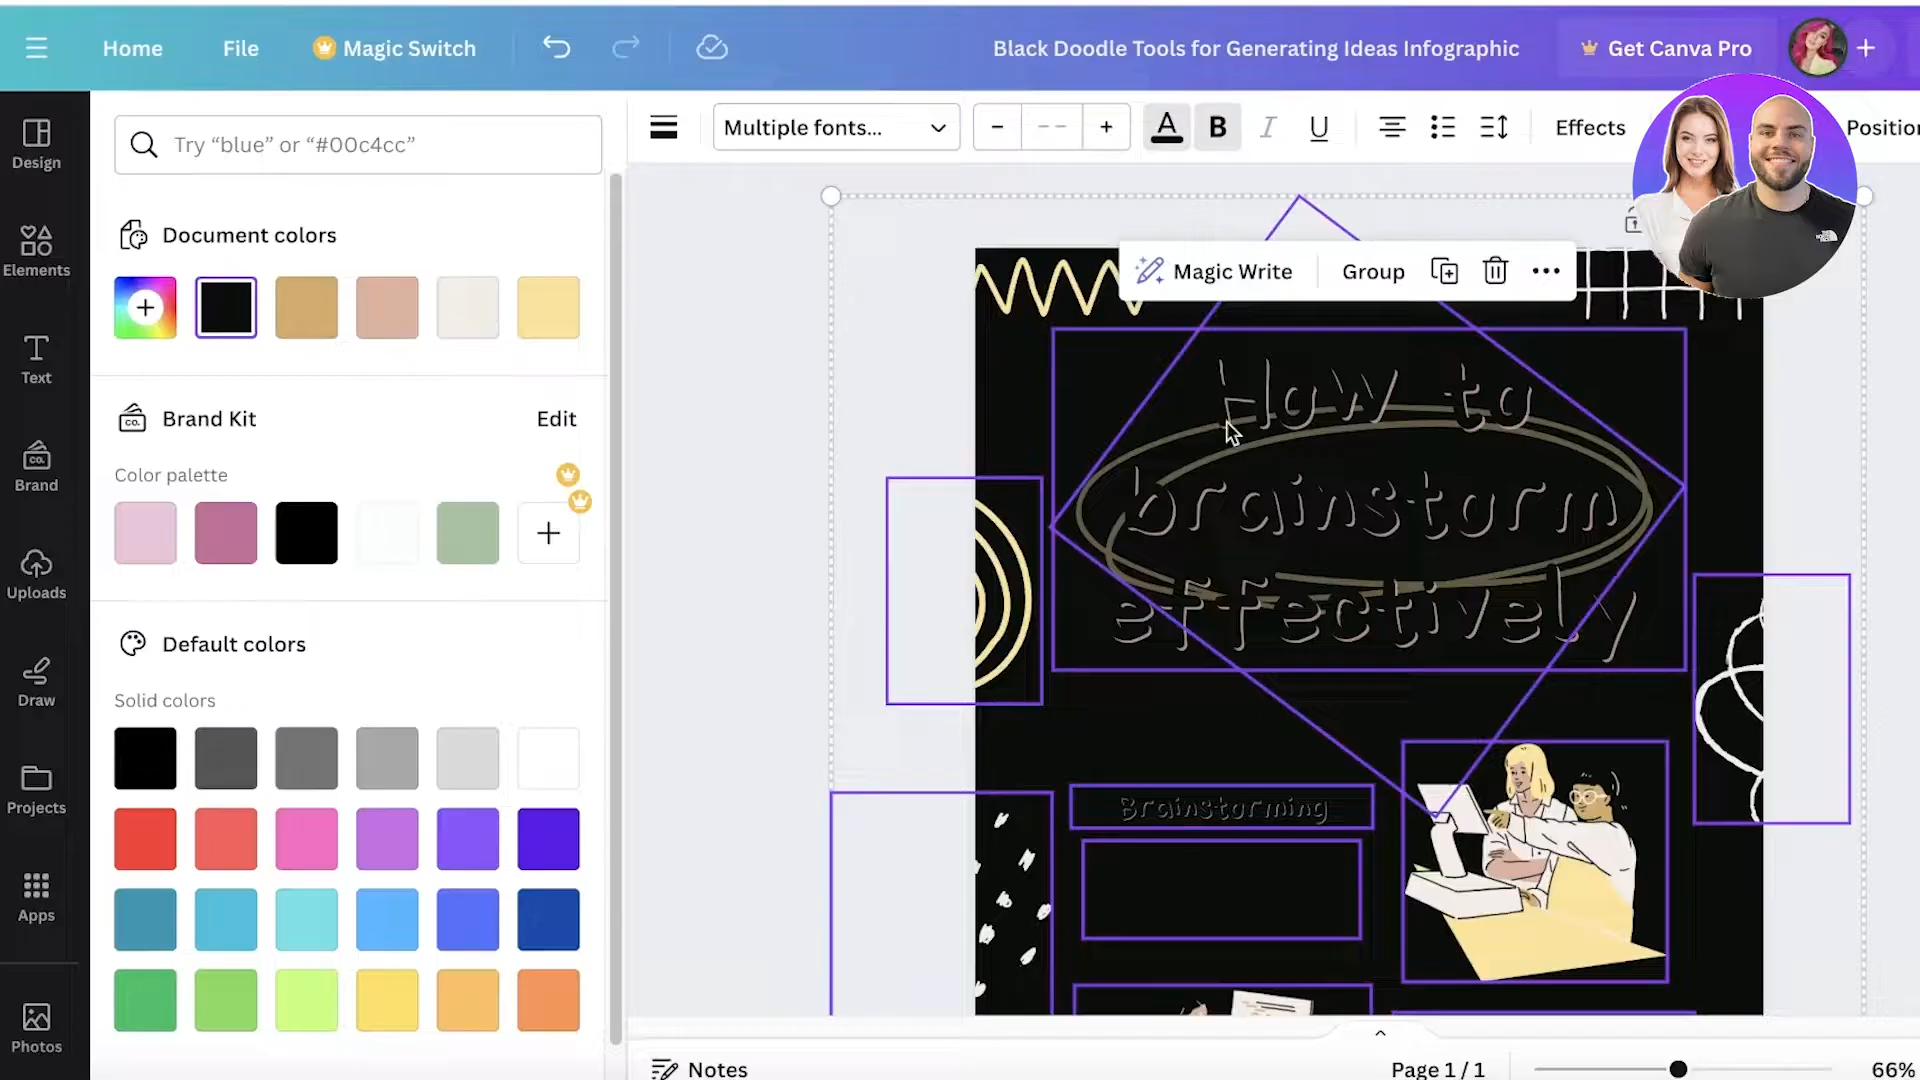 Home File Magic Switch Black Doodle Tools for Generating Ideas Infographic Get Canva Pro
Try “blue” or “#00c4cc”
Multiple fonts... – -- + A B I U Effects Position
Design
Elements
Text
Brand
Uploads
Draw
Projects
Apps
Photos
Document colors
Brand Kit Edit
Color palette
Default colors
Solid colors
Magic Write Group
How to
brainstorm
effectively
Brainstorming
Notes Page 1 / 1 66%